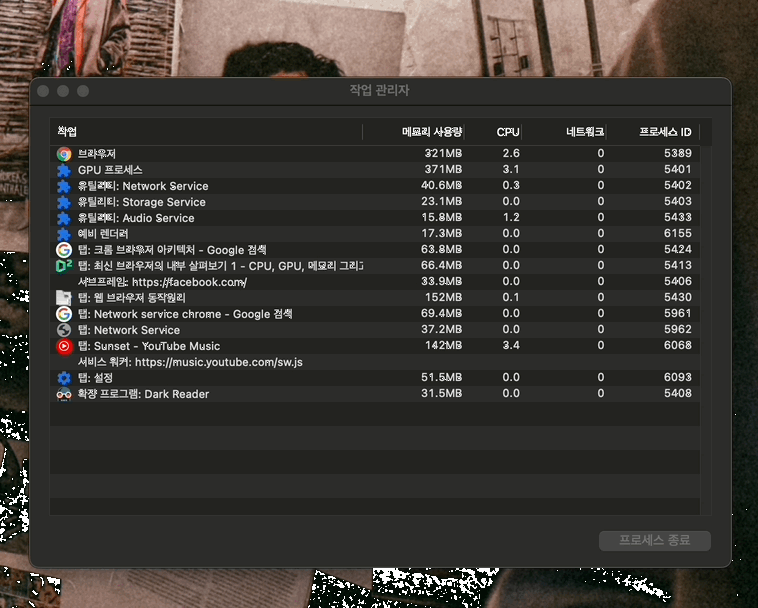 작업 관리자
작업 메모리 사용량 CPU 네트워크 프로세스 ID
브라우저 321MB 2.6 0 5389
GPU 프로세스 371MB 3.1 0 5401
유틸리티: Network Service 40.6MB 0.3 0 5402
유틸리티: Storage Service 23.1MB 0.0 0 5403
유틸리티: Audio Service 15.8MB 1.2 0 5433
예비 렌더러 17.3MB 0.0 0 6155
탭: 크롬 브라우저 아키텍처 - Google 검색 63.8MB 0.0 0 5424
탭: 최신 브라우저의 내부 살펴보기 1 - CPU, GPU, 메모리 그리고 66.4MB 0.0 0 5413
서브프레임: https://facebook.com/ 33.9MB 0.0 0 5406
탭: 웹 브라우저 동작원리 152MB 0.1 0 5430
탭: Network service chrome - Google 검색 69.4MB 0.0 0 5961
탭: Network Service 37.2MB 0.0 0 5962
탭: Sunset - YouTube Music 142MB 3.4 0 6068
서비스 워커: https://music.youtube.com/sw.js
탭: 설정 51.5MB 0.0 0 6093
확장 프로그램: Dark Reader 31.5MB 0.0 0 5408
프로세스 종료